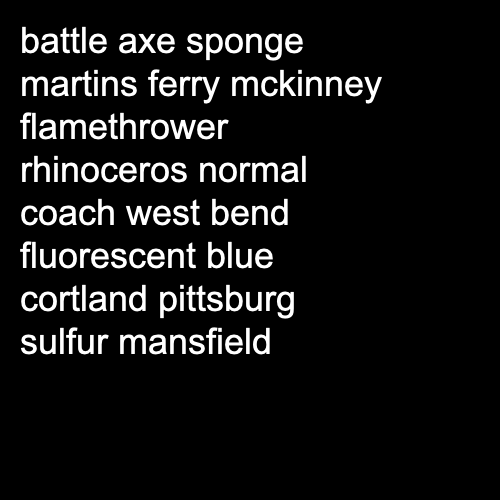 battle axe sponge
martins ferry mckinney
flamethrower
rhinoceros normal
coach west bend
fluorescent blue
cortland pittsburg
sulfur mansfield